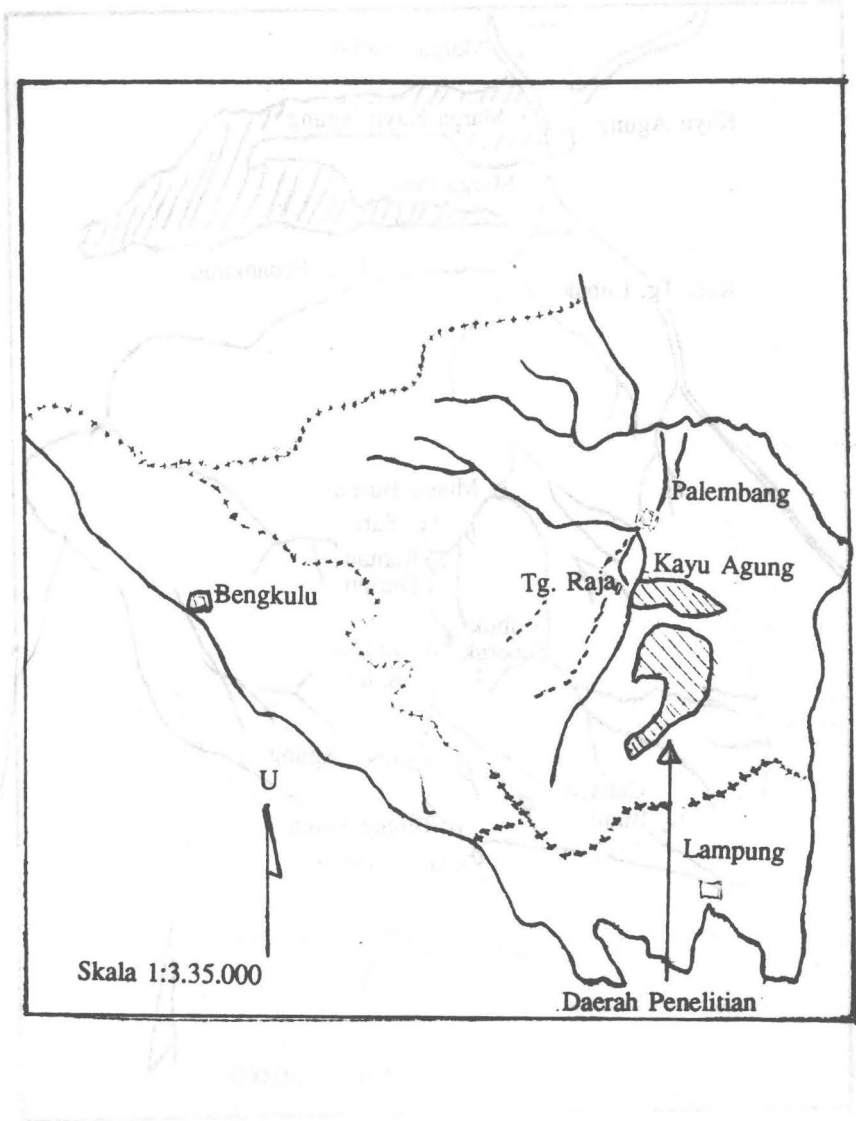 Palembang
Kayu Agung
Tg. Raja
Bengkulu
U
Lampung
Skala 1:3.35.000
Daerah Penelitian